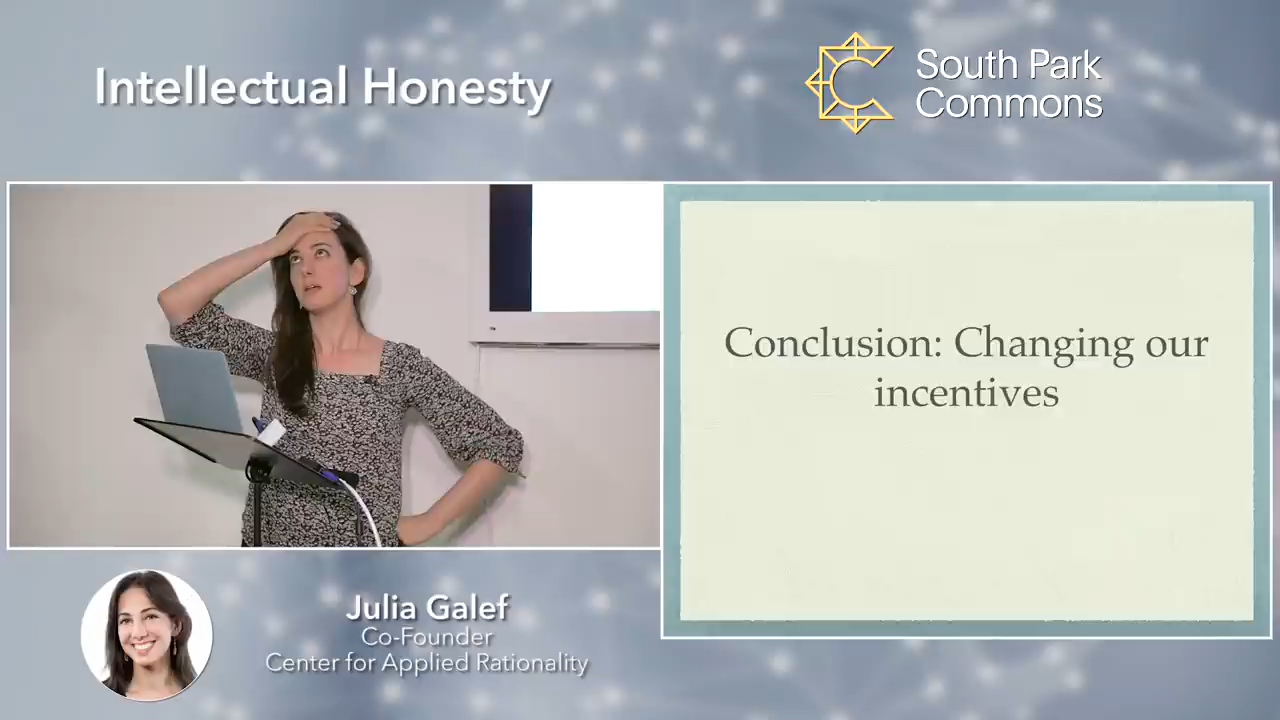 Intellectual Honesty
South Park
Commons
Conclusion: Changing our
incentives
Julia Galef
Co-Founder
Center for Applied Rationality